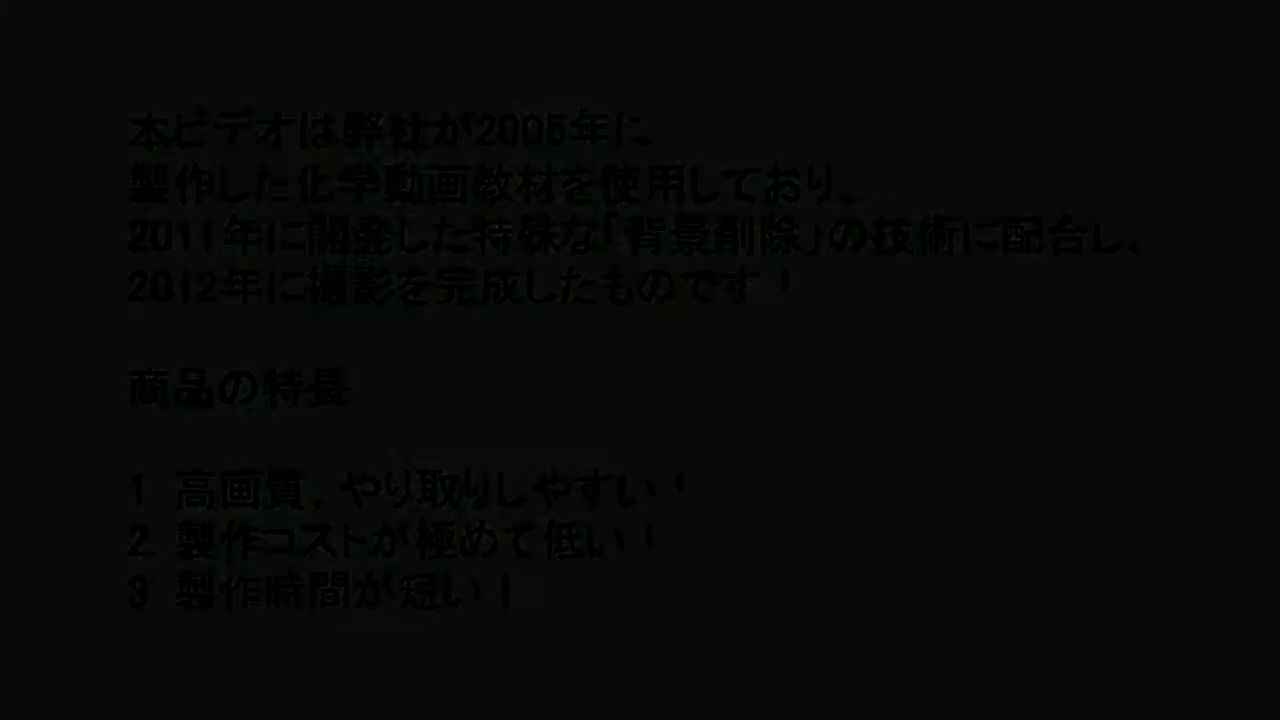 本ビデオは弊社が2005年に、
製作した化学動画教材を使用しており、
2011年に開発した特殊な「背景削除」の技術に配合し、
2012年に撮影を完成したものです！
商品の特長
1 高画質、やり取りしやすい！
2 製作コストが極めて低い！
3 製作時間が短い！